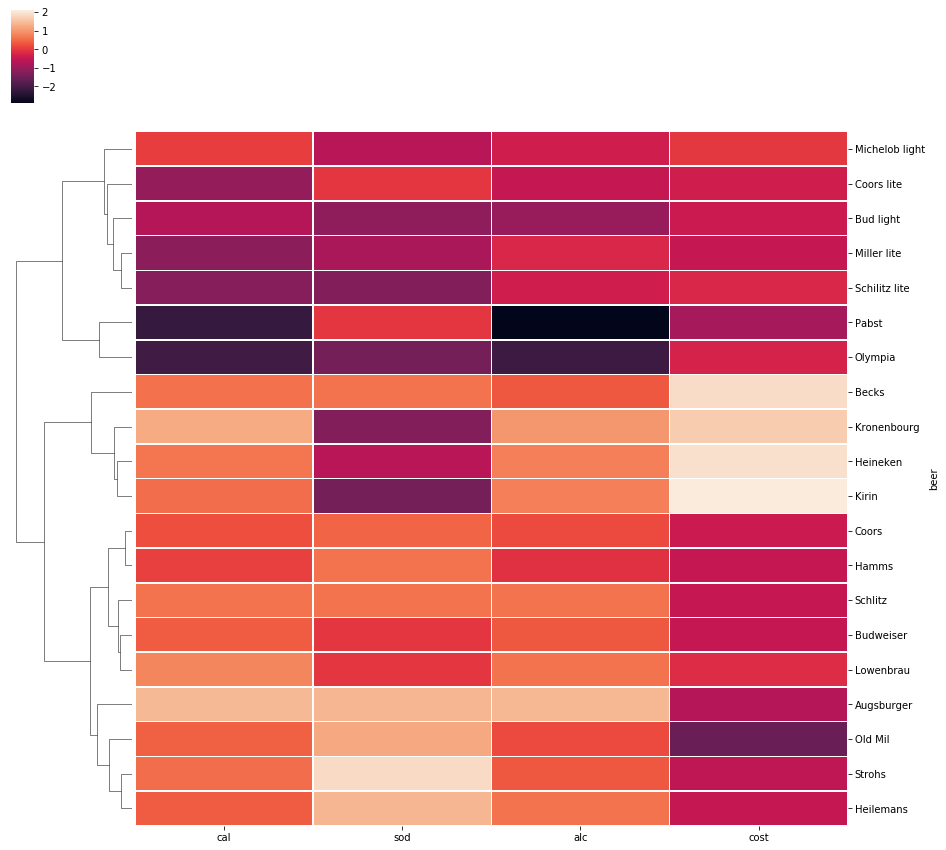 2
1
0
−1
−2
Michelob light
Coors lite
Bud light
Miller lite
Schilitz lite
Pabst
Olympia
Becks
Kronenbourg
Heineken
Kirin
Coors
Hamms
Schlitz
Budweiser
Lowenbrau
Augsburger
Old Mil
Strohs
Heilemans
beer
cal sod alc cost